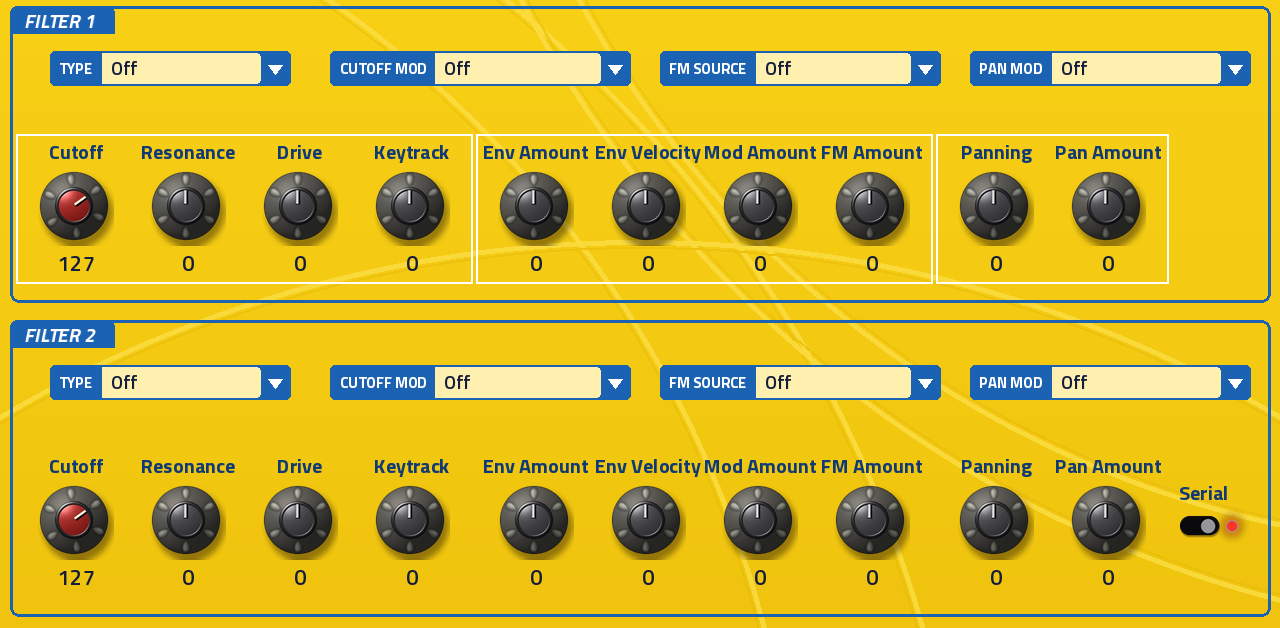 FILTER 1
TYPE Off CUTOFF MOD Off FM SOURCE Off PAN MOD Off
Cutoff Resonance Drive Keytrack Env Amount Env Velocity Mod Amount FM Amount Panning Pan Amount
127 0 0 0 0 0 0 0 0 0
FILTER 2
TYPE Off CUTOFF MOD Off FM SOURCE Off PAN MOD Off
Cutoff Resonance Drive Keytrack Env Amount Env Velocity Mod Amount FM Amount Panning Pan Amount
Serial
127 0 0 0 0 0 0 0 0 0